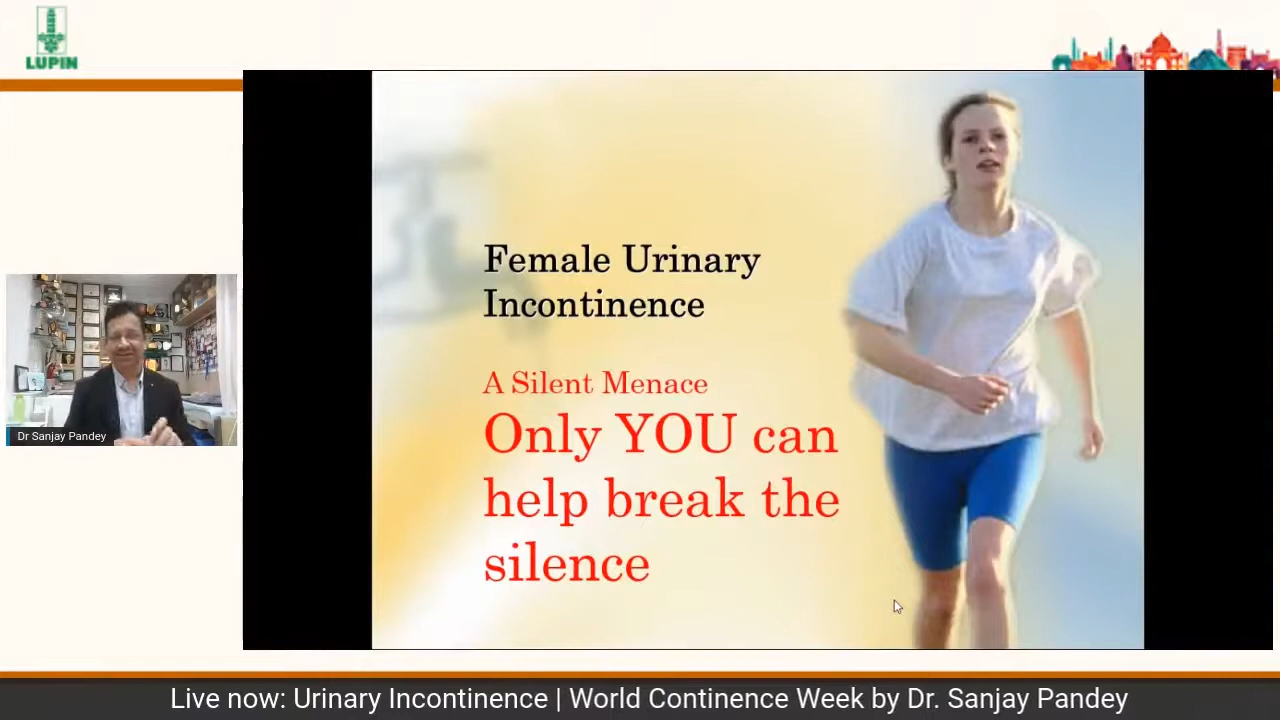 LUPIN
Female Urinary
Incontinence
A Silent Menace
Only YOU can
help break the
silence
Dr Sanjay Pandey
Live now: Urinary Incontinence | World Continence Week by Dr. Sanjay Pandey